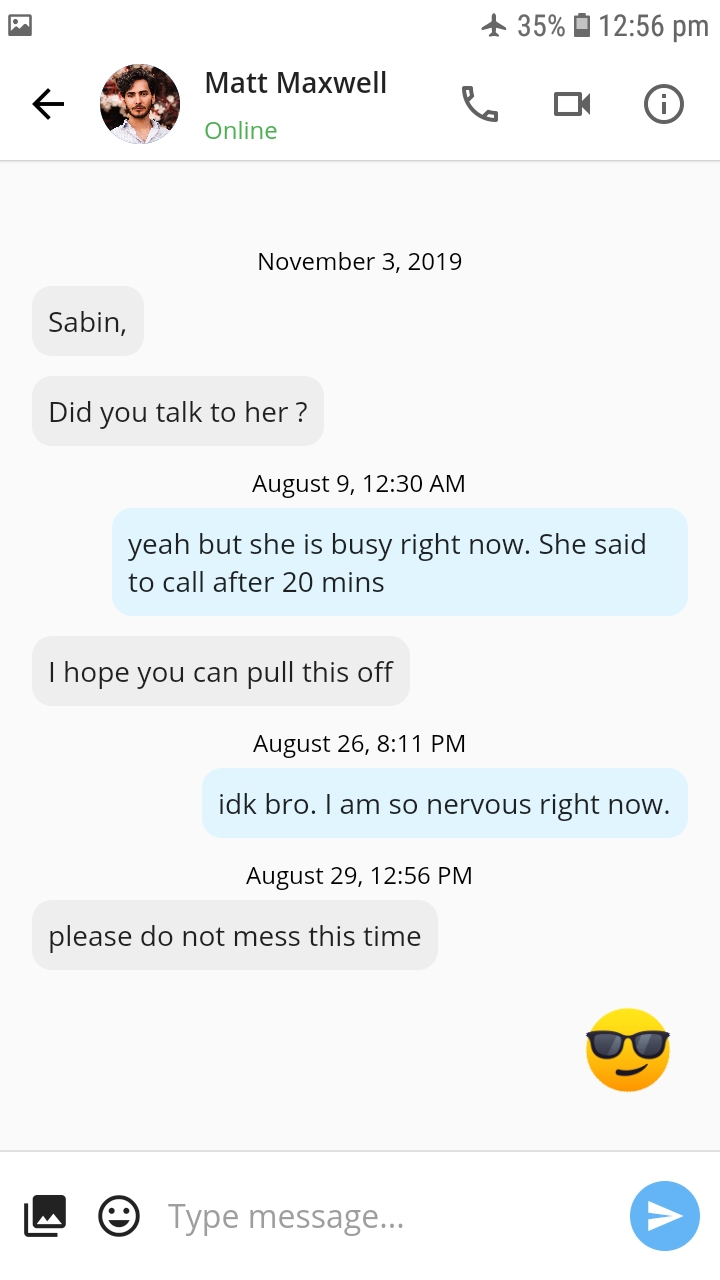 35% 12:56 pm
Matt Maxwell
Online
November 3, 2019
Sabin,
Did you talk to her ?
August 9, 12:30 AM
yeah but she is busy right now. She said
to call after 20 mins
I hope you can pull this off
August 26, 8:11 PM
idk bro. I am so nervous right now.
August 29, 12:56 PM
please do not mess this time
Type message...